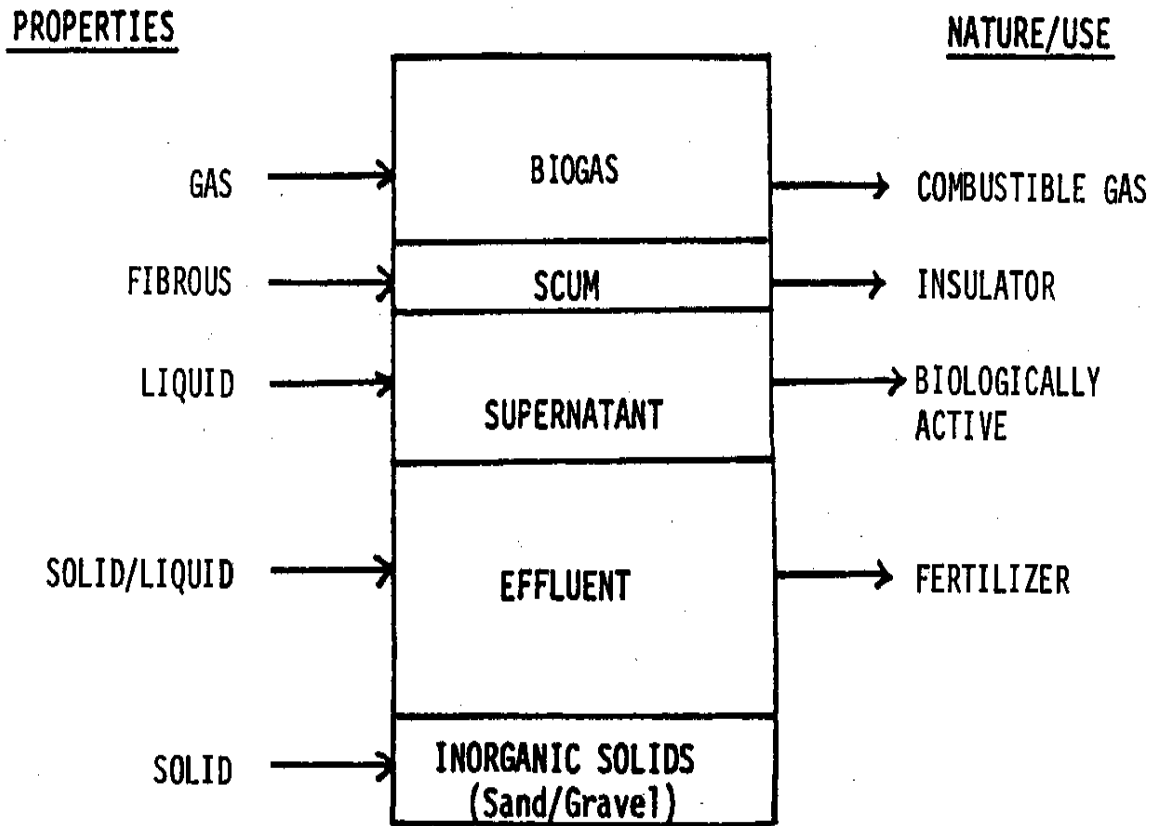 PROPERTIES
NATURE/USE
GAS
BIOGAS
COMBUSTIBLE GAS
FIBROUS
SCUM
INSULATOR
LIQUID
SUPERNATANT
BIOLOGICALLY
ACTIVE
SOLID/LIQUID
EFFLUENT
FERTILIZER
SOLID
INORGANIC SOLIDS
(Sand/Gravel)